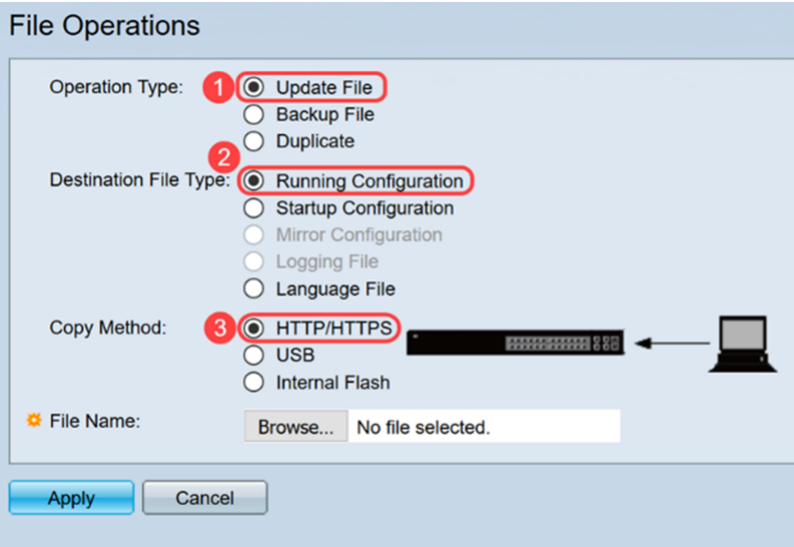 File Operations
Operation Type: 1 Update File
Backup File
Duplicate
2
Destination File Type: Running Configuration
Startup Configuration
Mirror Configuration
Logging File
Language File
Copy Method: 3 HTTP/HTTPS
USB
Internal Flash
File Name: Browse... No file selected.
Apply Cancel